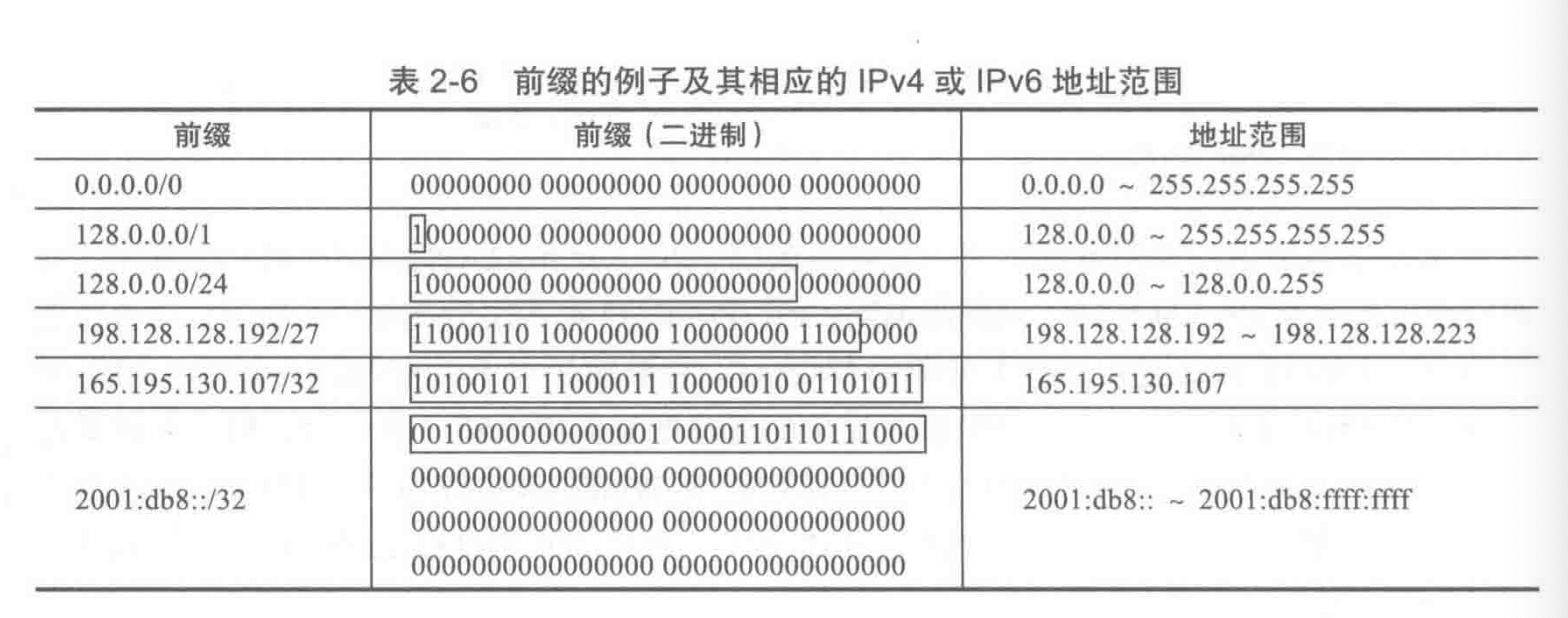 表 2-6 前缀的例子及其相应的 IPv4 或 IPv6 地址范围
前缀 前缀（二进制） 地址范围
0.0.0.0/0 00000000 00000000 00000000 00000000 0.0.0.0 ~ 255.255.255.255
128.0.0.0/1 10000000 00000000 00000000 00000000 128.0.0.0 ~ 255.255.255.255
128.0.0.0/24 10000000 00000000 00000000 00000000 128.0.0.0 ~ 128.0.0.255
198.128.128.192/27 11000110 10000000 10000000 11000000 198.128.128.192 ~ 198.128.128.223
165.195.130.107/32 10100101 11000011 10000010 01101011 165.195.130.107
0010000000000001 0000110110111000
0000000000000000 0000000000000000
2001:db8::/32 2001:db8:: ~ 2001:db8:ffff:ffff
0000000000000000 0000000000000000
0000000000000000 0000000000000000